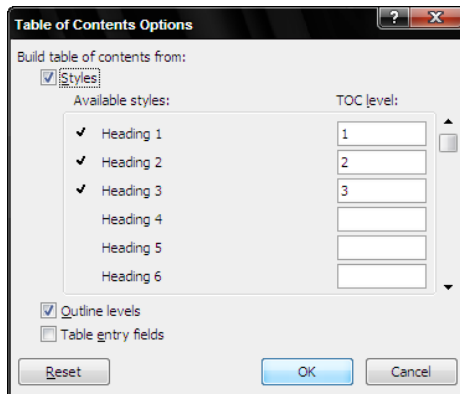 Table of Contents Options
?
X
Build table of contents from:
Styles
Available styles: TOC level:
Heading 1 1
Heading 2 2
Heading 3 3
Heading 4
Heading 5
Heading 6
Outline levels
Table entry fields
Reset OK Cancel